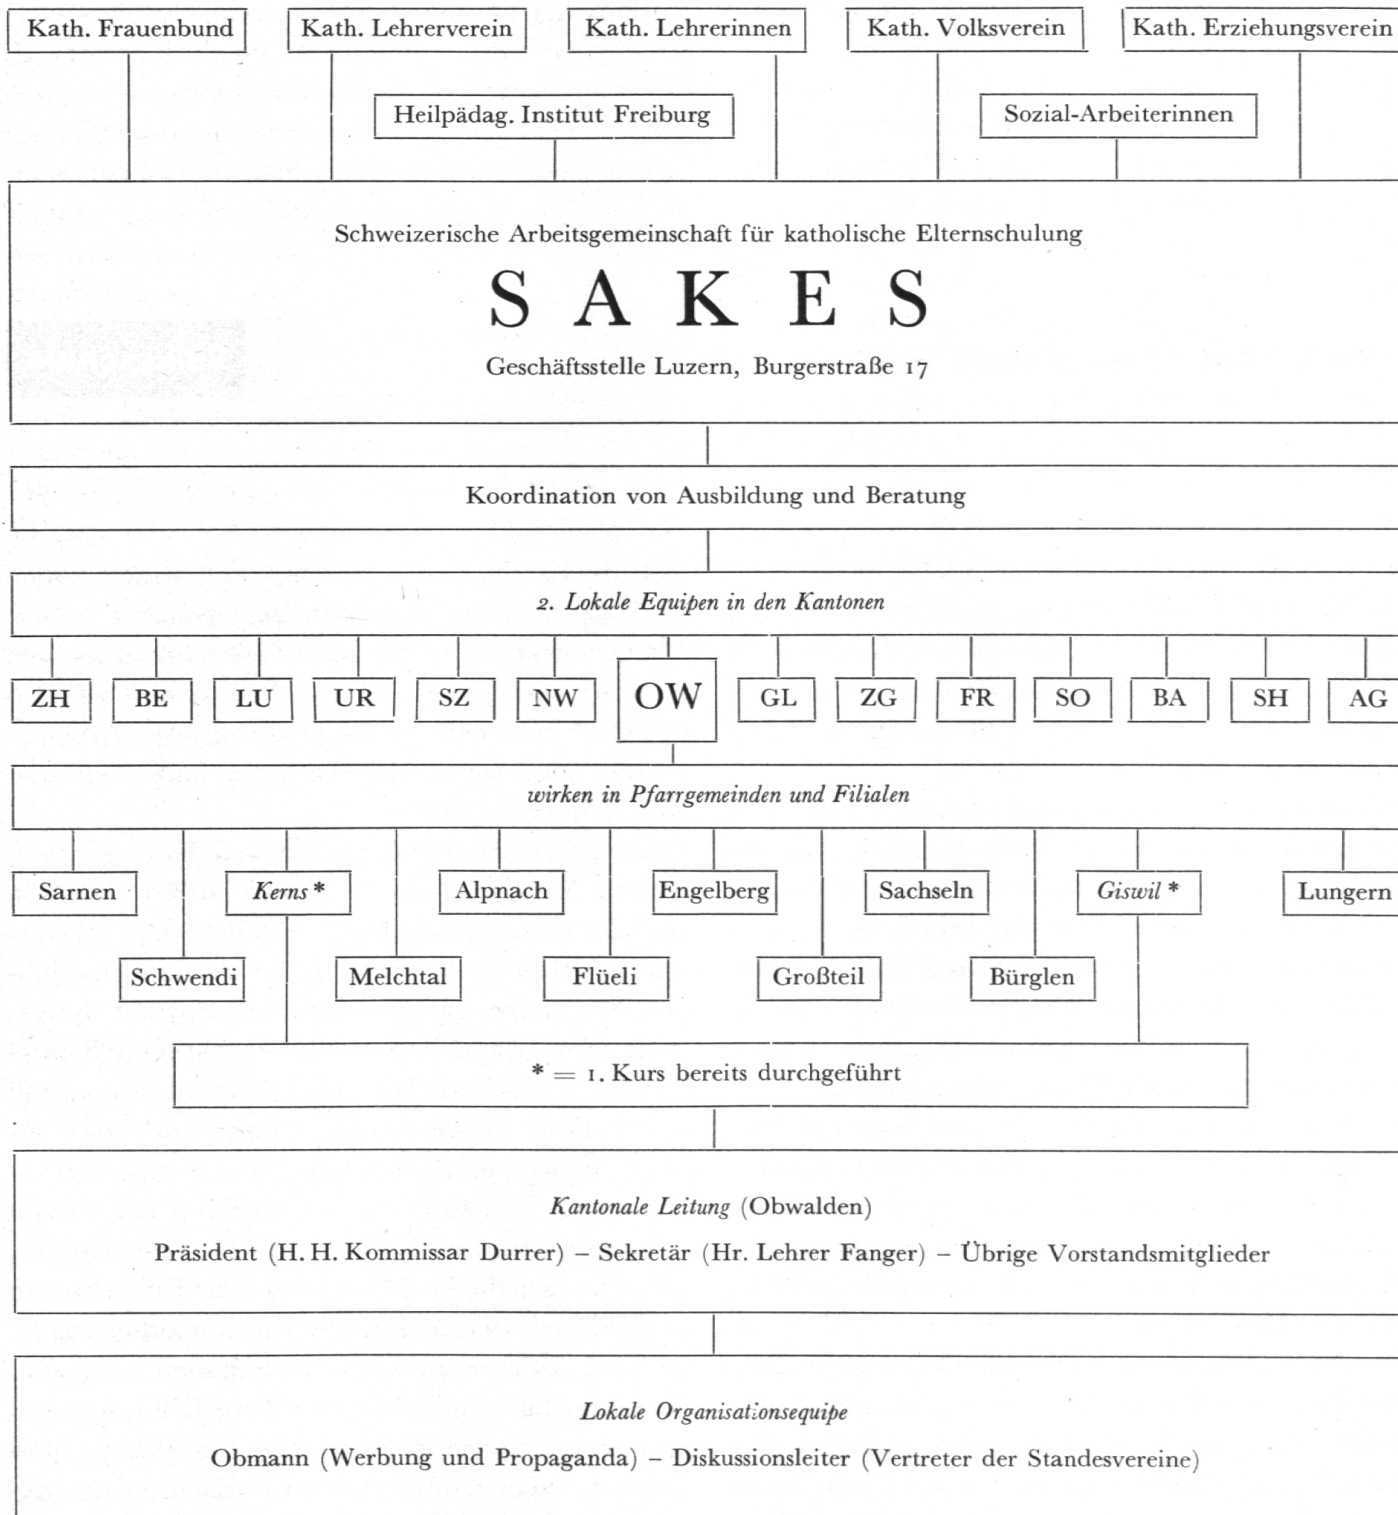 Kath. Frauenbund
Kath. Lehrerverein
Kath. Lehrerinnen
Kath. Volksverein
Kath. Erziehungsverein
Heilpädag. Institut Freiburg
Sozial-Arbeiterinnen
Schweizerische Arbeitsgemeinschaft für katholische Elternschulung
SAKES
Geschäftsstelle Luzern, Burgerstraße 17
Koordination von Ausbildung und Beratung
2. Lokale Equipen in den Kantonen
ZH
BE
LU
UR
SZ
NW
OW
GL
ZG
FR
SO
BA
SH
AG
wirken in Pfarrgemeinden und Filialen
Sarnen
Kerns *
Alpnach
Engelberg
Sachseln
Giswil *
Lungern
Schwendi
Melchtal
Flüeli
Großteil
Bürglen
* = 1. Kurs bereits durchgeführt
Kantonale Leitung (Obwalden)
Präsident (H. H. Kommissar Durrer) – Sekretär (Hr. Lehrer Fanger) – Übrige Vorstandsmitglieder
Lokale Organisationsequipe
Obmann (Werbung und Propaganda) – Diskussionsleiter (Vertreter der Standesvereine)